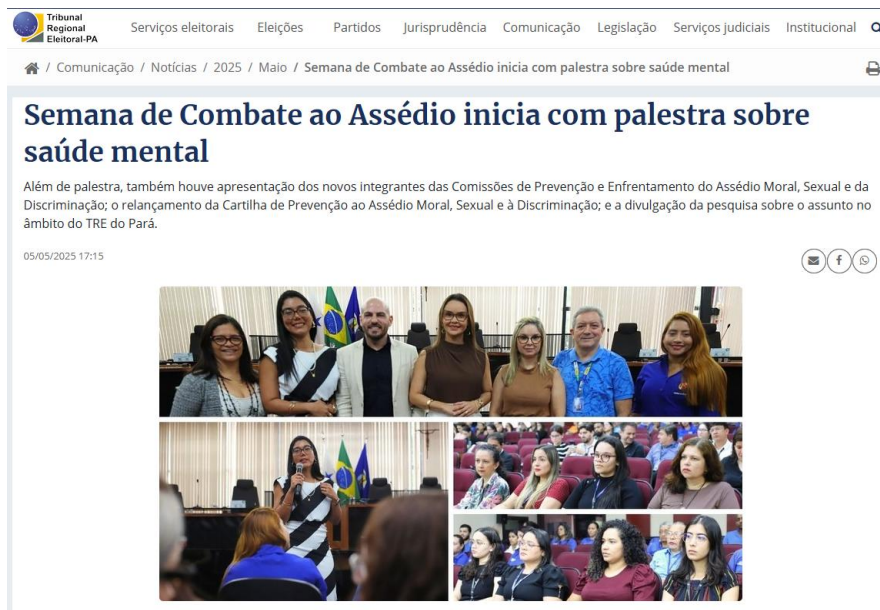 Tribunal
Regional
Eleitoral-PA
Serviços eleitorais Eleições Partidos Jurisprudência Comunicação Legislação Serviços judiciais Institucional
/ Comunicação / Notícias / 2025 / Maio / Semana de Combate ao Assédio inicia com palestra sobre saúde mental
Semana de Combate ao Assédio inicia com palestra sobre
saúde mental
Além de palestra, também houve apresentação dos novos integrantes das Comissões de Prevenção e Enfrentamento do Assédio Moral, Sexual e da
Discriminação; o relançamento da Cartilha de Prevenção ao Assédio Moral, Sexual e à Discriminação; e a divulgação da pesquisa sobre o assunto no
âmbito do TRE do Pará.
05/05/2025 17:15